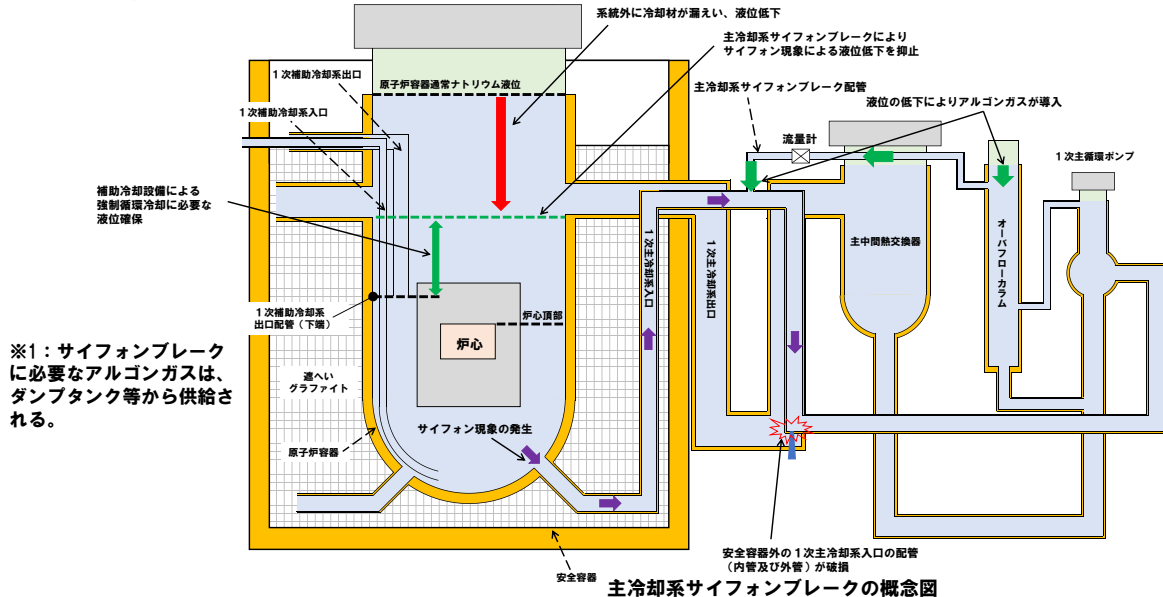 系統外に冷却材が漏えい、液位低下
主冷却系サイフォンブレークにより
サイフォン現象による液位低下を抑止
1次補助冷却系出口
原子炉容器通常ナトリウム液位
主冷却系サイフォンブレーク配管
液位の低下によりアルゴンガスが導入
1次補助冷却系入口
流量計
1次主循環ポンプ
補助冷却設備による
強制循環冷却に必要な
液位確保
1次主冷却系入口
1次主冷却系出口
主中間熱交換器
オーバフローカラム
1次補助冷却系
出口配管(下端)
炉心頂部
炉心
※1:サイフォンブレーク
に必要なアルゴンガスは、
ダンプタンク等から供給さ
れる。
遮へい
グラファイト
サイフォン現象の発生
原子炉容器
安全容器外の1次主冷却系入口の配管
(内管及び外管)が破損
安全容器
主冷却系サイフォンブレークの概念図